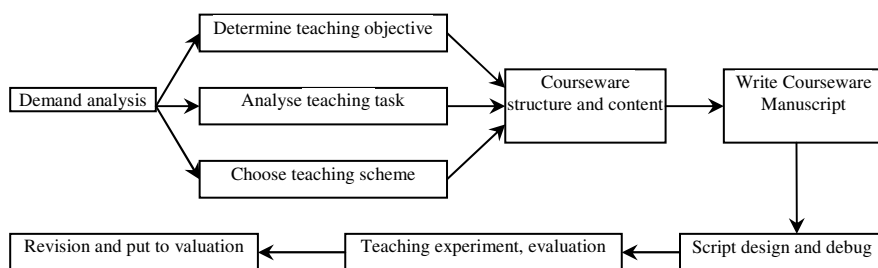 Determine teaching objective
Demand analysis
Analyse teaching task
Choose teaching scheme
Courseware
structure and content
Write Courseware
Manuscript
Script design and debug
Teaching experiment, evaluation
Revision and put to valuation